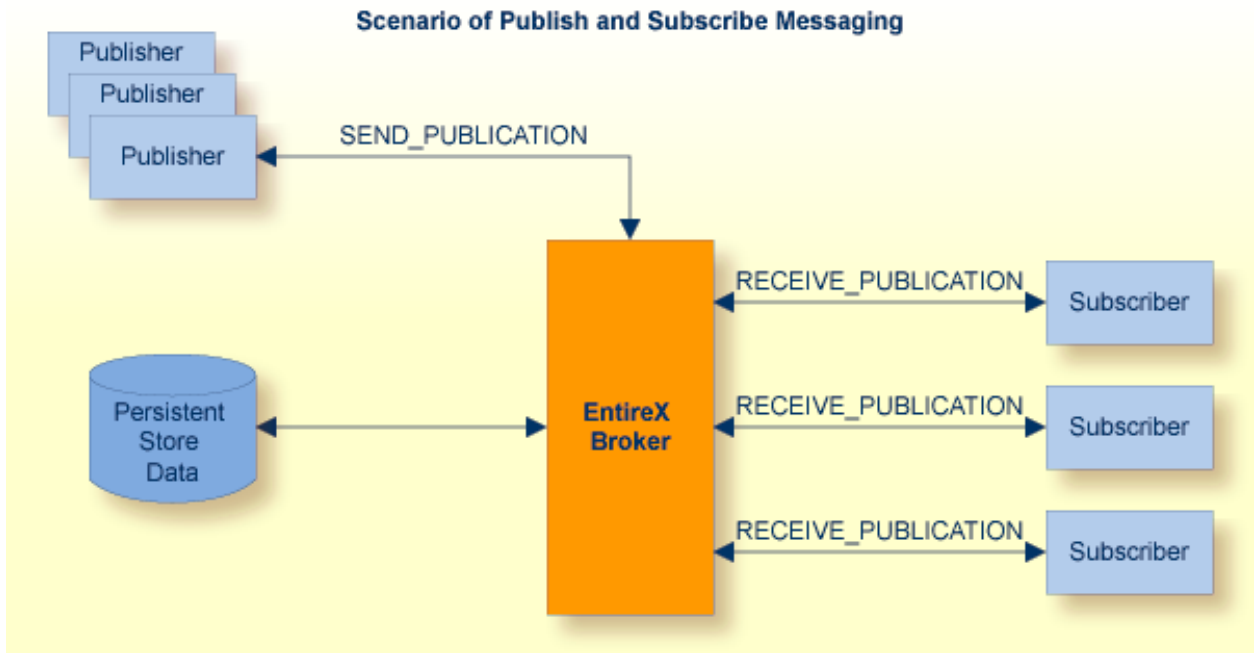 Scenario of Publish and Subscribe Messaging
Publisher
Publisher
Publisher
SEND_PUBLICATION
RECEIVE_PUBLICATION
Subscriber
Persistent
Store
Data
EntireX
Broker
RECEIVE_PUBLICATION
Subscriber
RECEIVE_PUBLICATION
Subscriber